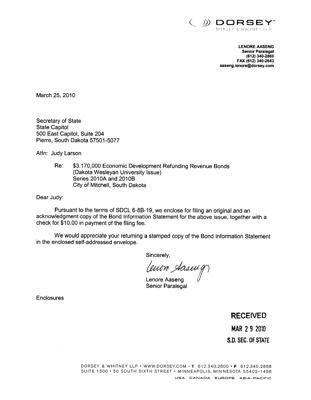 DORSEY™
DORSEY & WHITNEY LLP
LENORE AASENG
Senior Paralegal
(612) 340-2869
FAX (612) 340-2643
aaseng.lenore@dorsey.com
March 25, 2010
Secretary of State
State Capitol
500 East Capitol, Suite 204
Pierre, South Dakota 57501-5077
Attn: Judy Larson
Re: $3,170,000 Economic Development Refunding Revenue Bonds
(Dakota Wesleyan University Issue)
Series 2010A and 2010B
City of Mitchell, South Dakota
Dear Judy:
Pursuant to the terms of SDCL 6-8B-19, we enclose for filing an original and an
acknowledgment copy of the Bond Information Statement for the above issue, together with a
check for $10.00 in payment of the filing fee.
We would appreciate your returning a stamped copy of the Bond Information Statement
in the enclosed self-addressed envelope.
Sincerely,
Lenore Aaseng
Lenore Aaseng
Senior Paralegal
Enclosures
RECEIVED
MAR 29 2010
S.D. SEC. OF STATE
DORSEY & WHITNEY LLP • WWW.DORSEY.COM • T 612.340.2600 • F 612.340.2868
SUITE 1500 • 50 SOUTH SIXTH STREET • MINNEAPOLIS, MINNESOTA 55402-1498
USA CANADA EUROPE ASIA-PACIFIC